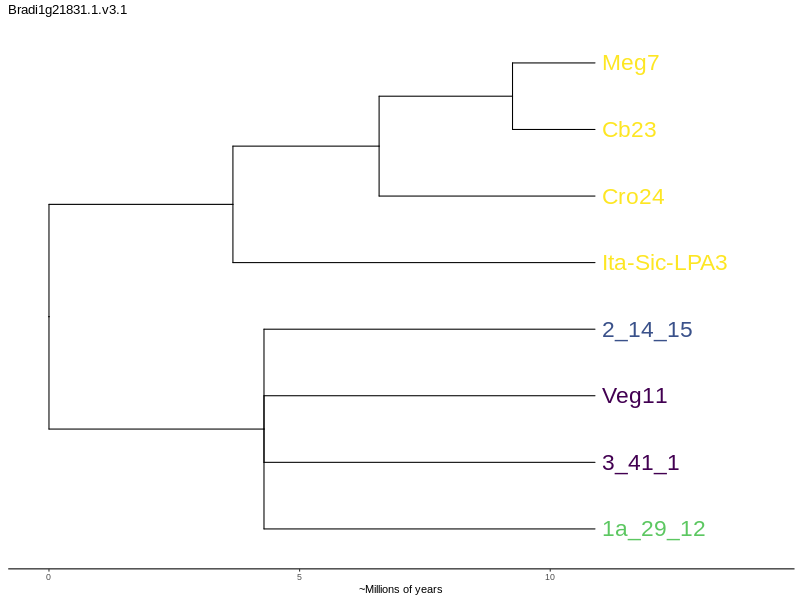 Bradi1g21831.1.v3.1
Meg7
Cb23
Cro24
Ita-Sic-LPA3
2_14_15
Veg11
3_41_1
1a_29_12
0 5 10
~Millions of years